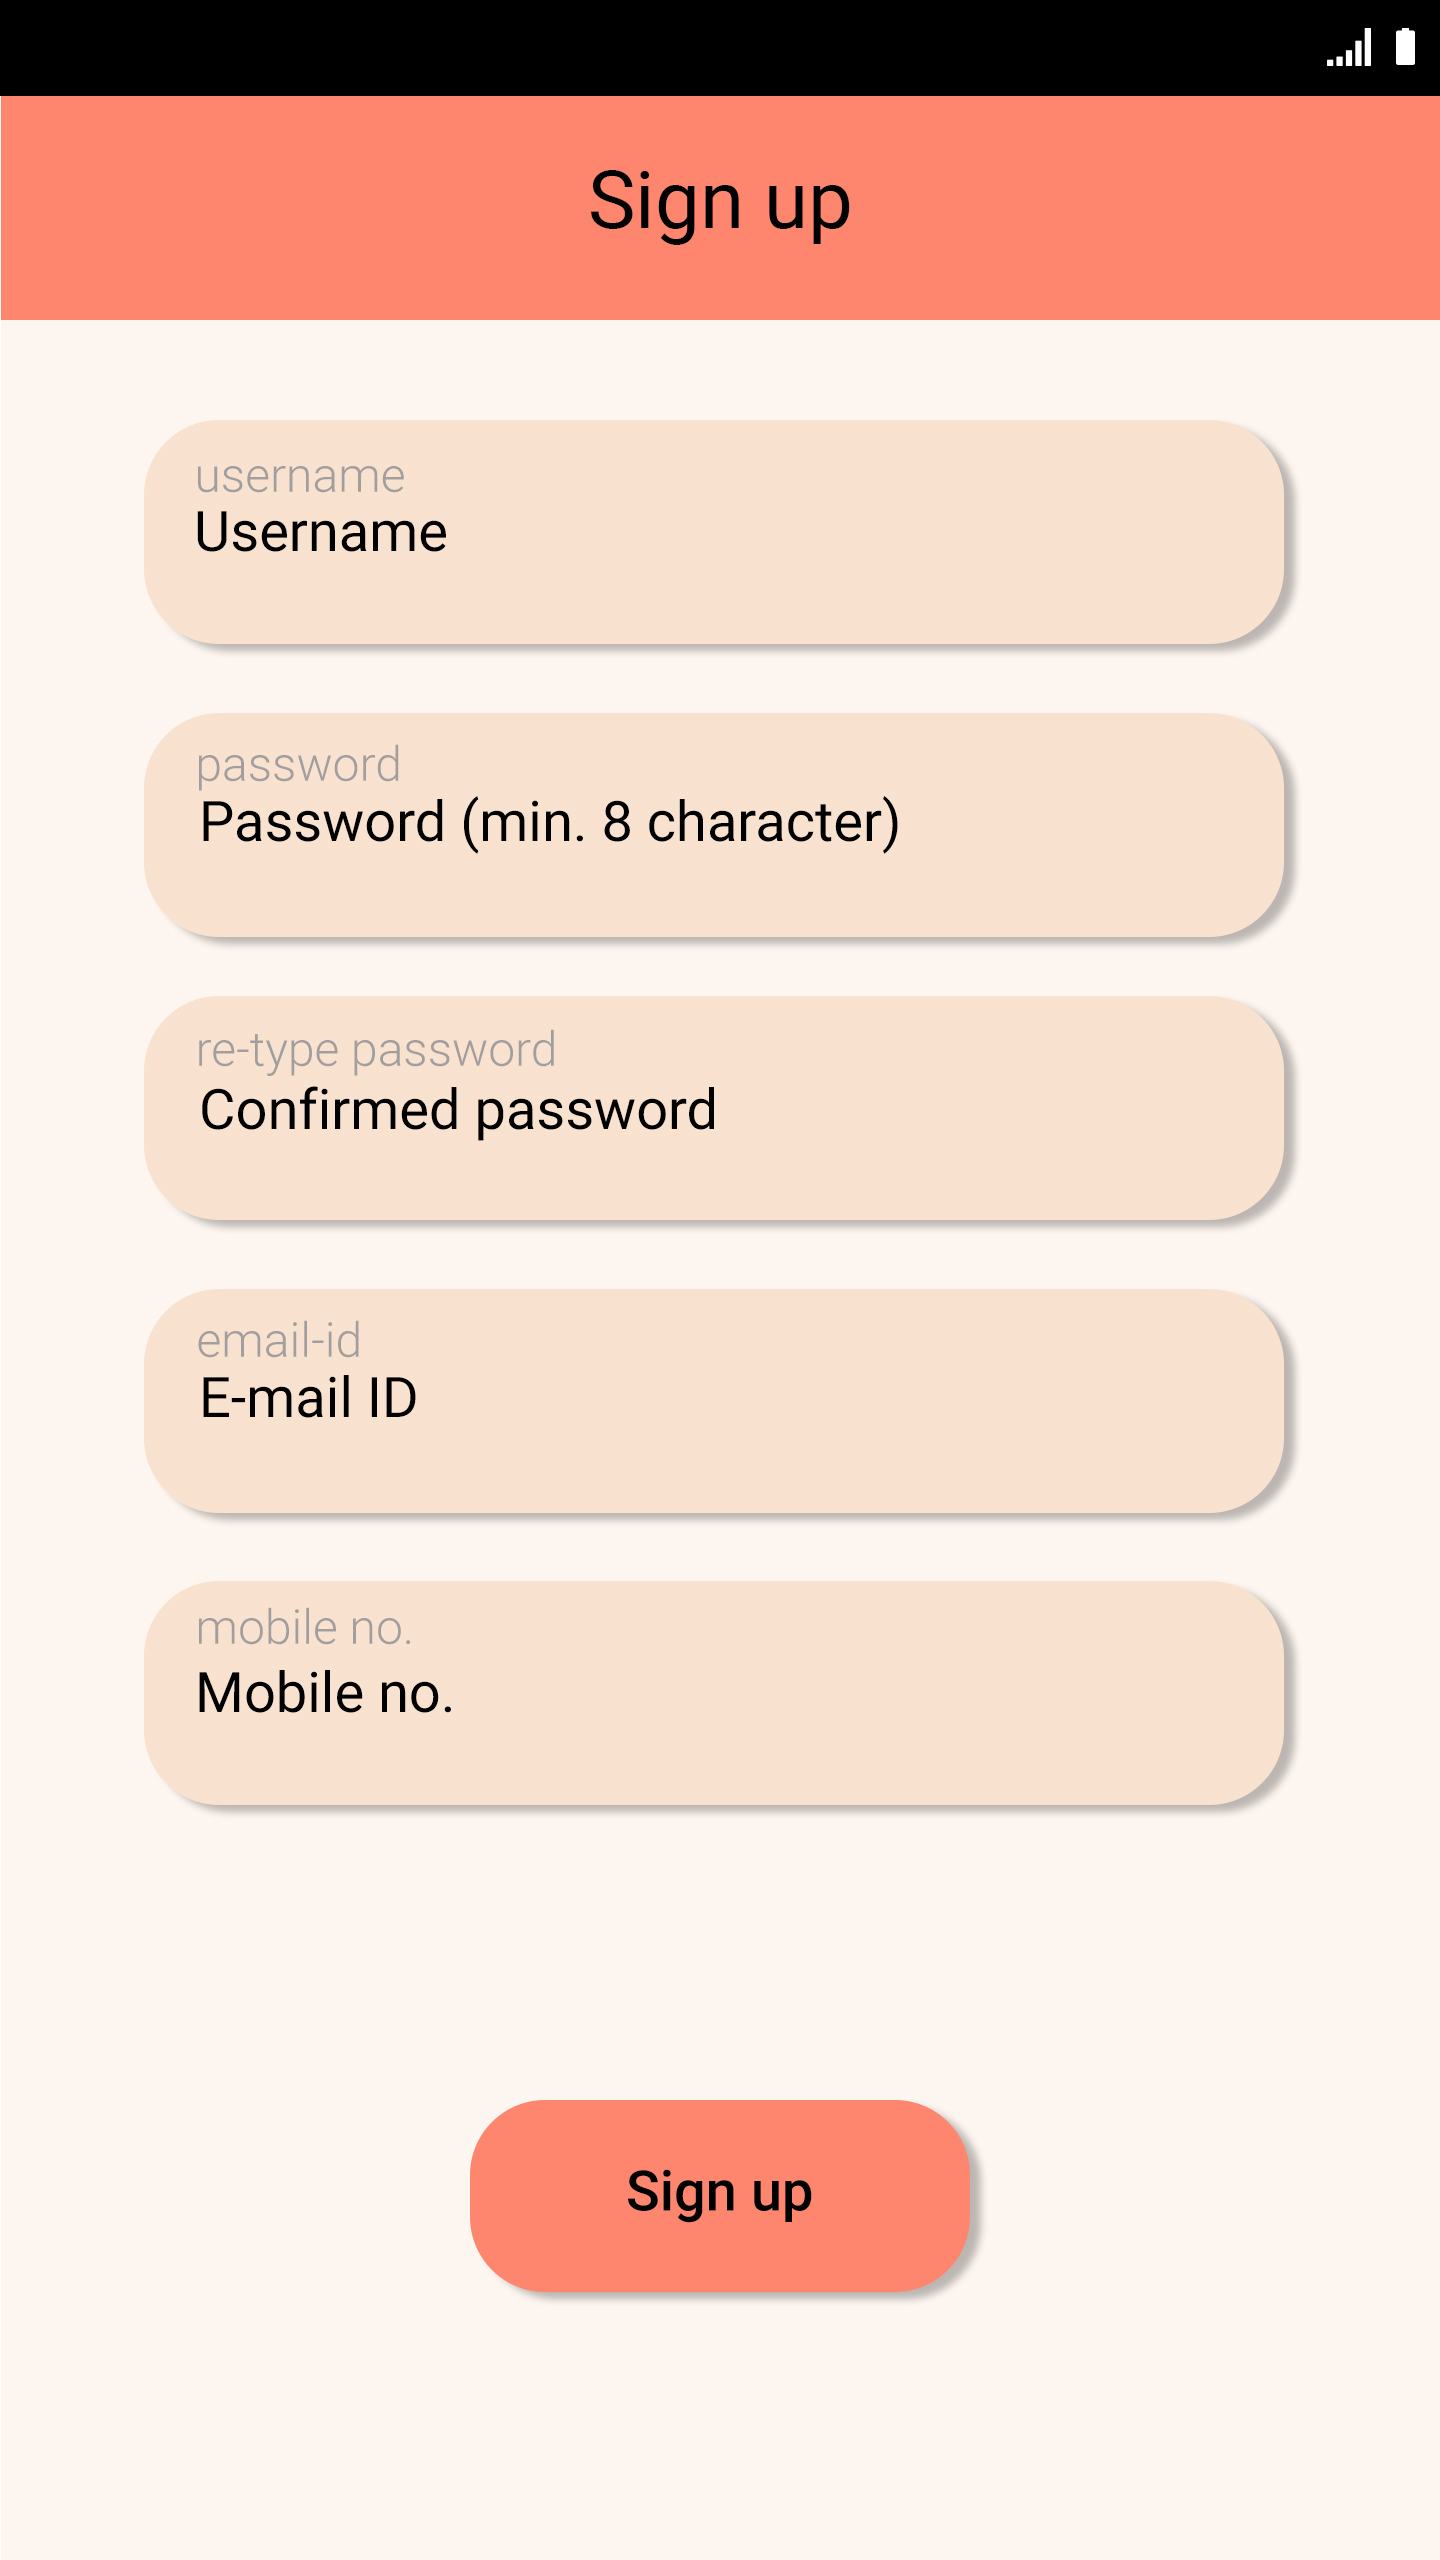 Sign up
username
Username
password
Password (min. 8 character)
re-type password
Confirmed password
email-id
E-mail ID
mobile no.
Mobile no.
Sign up